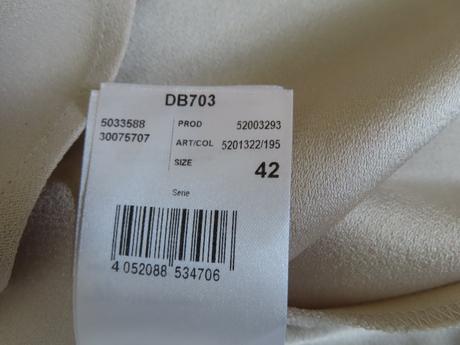 DB703
5033588
30075707
PROD 52003293
ART/COL 5201322/195
SIZE 42
Serie
4 052088 534706